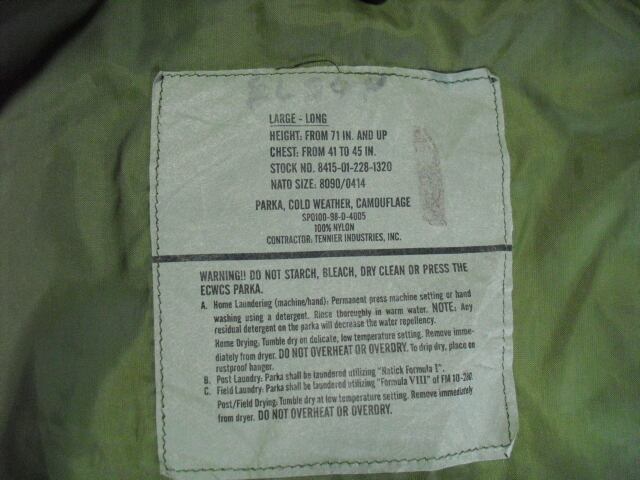 LARGE - LONG
HEIGHT: FROM 71 IN. AND UP
CHEST: FROM 41 TO 45 IN.
STOCK NO. 8415-01-228-1320
NATO SIZE: 8090/0414
PARKA, COLD WEATHER, CAMOUFLAGE
SPO100-98-D-4005
100% NYLON
CONTRACTOR: TENNIER INDUSTRIES, INC.
WARNING!! DO NOT STARCH, BLEACH, DRY CLEAN OR PRESS THE
ECWCS PARKA.
A. Home Laundering (machine/hand): Permanent press machine setting or hand
washing using a detergent. Rinse thoroughly in warm water. NOTE: Any
residual detergent on the parka will decrease the water repellency.
Home Drying. Tumble dry on delicate, low temperature setting. Remove imme-
diately from dryer. DO NOT OVERHEAT OR OVERDRY. To drip dry, place on
rustproof hanger.
B. Post Laundry: Parka shall be laundered utilizing "Natick Formula I".
C. Field Laundry: Parka shall be laundered utilizing "Formula VIII" of FM 10-280.
Post/Field Drying: Tumble dry at low temperature setting. Remove immediately
from dryer. DO NOT OVERHEAT OR OVERDRY.